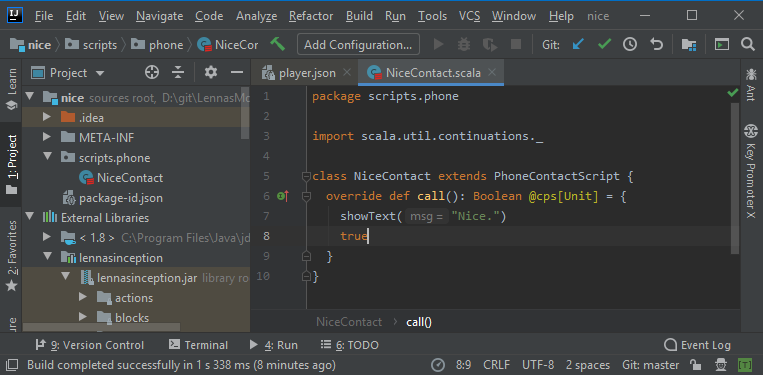 File Edit View Navigate Code Analyze Refactor Build Run Tools VCS Window Help nice
nice scripts phone NiceCor Add Configuration... Git:
Learn
1: Project
2: Favorites
Project
nice sources root, D:\git\LennasMo
.idea
META-INF
scripts.phone
NiceContact
package-id.json
External Libraries
< 1.8 > C:\Program Files\Java\jd
lennasinception
lennasinception.jar library ro
actions
blocks
player.json NiceContact.scala
1 package scripts.phone
2
3 import scala.util.continuations._
4
5 class NiceContact extends PhoneContactScript {
6 override def call(): Boolean @cps[Unit] = {
7 showText( msg = "Nice.")
8 true
9 }
10 }
NiceContact call()
Ant
Key Promoter X
9: Version Control Terminal 4: Run 6: TODO Event Log
Build completed successfully in 1 s 338 ms (8 minutes ago) 8:9 CRLF UTF-8 2 spaces Git: master